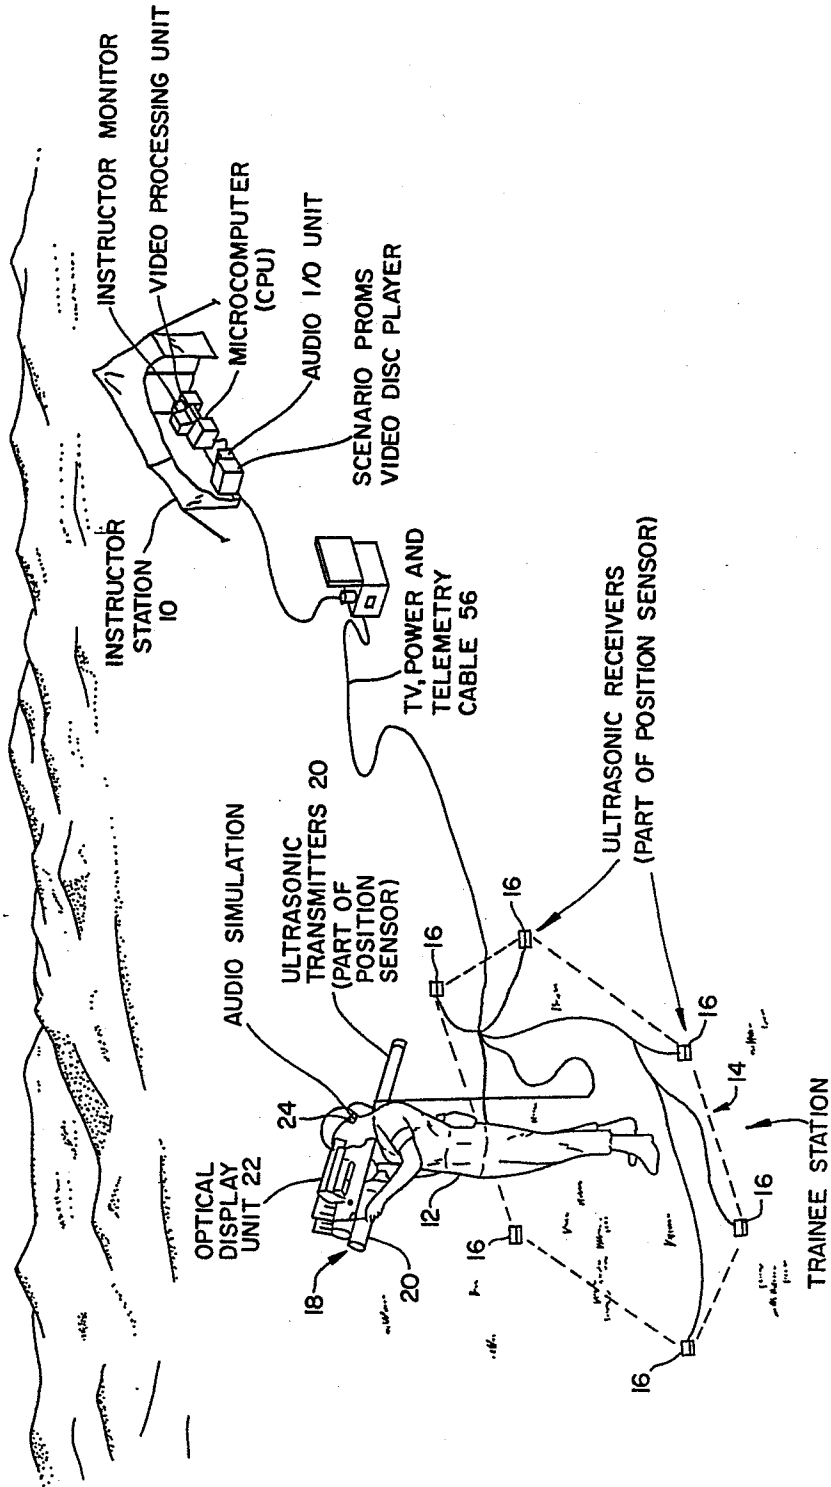 INSTRUCTOR MONITOR
VIDEO PROCESSING UNIT
MICROCOMPUTER
(CPU)
AUDIO I/O UNIT
SCENARIO PROMS
VIDEO DISC PLAYER
INSTRUCTOR
STATION
10
TV, POWER AND
TELEMETRY
CABLE 56
ULTRASONIC RECEIVERS
(PART OF POSITION SENSOR)
AUDIO SIMULATION
ULTRASONIC
TRANSMITTERS 20
(PART OF
POSITION
SENSOR)
24
OPTICAL
DISPLAY
UNIT 22
18
20
12
16
16
16
16
16
16
14
TRAINEE STATION